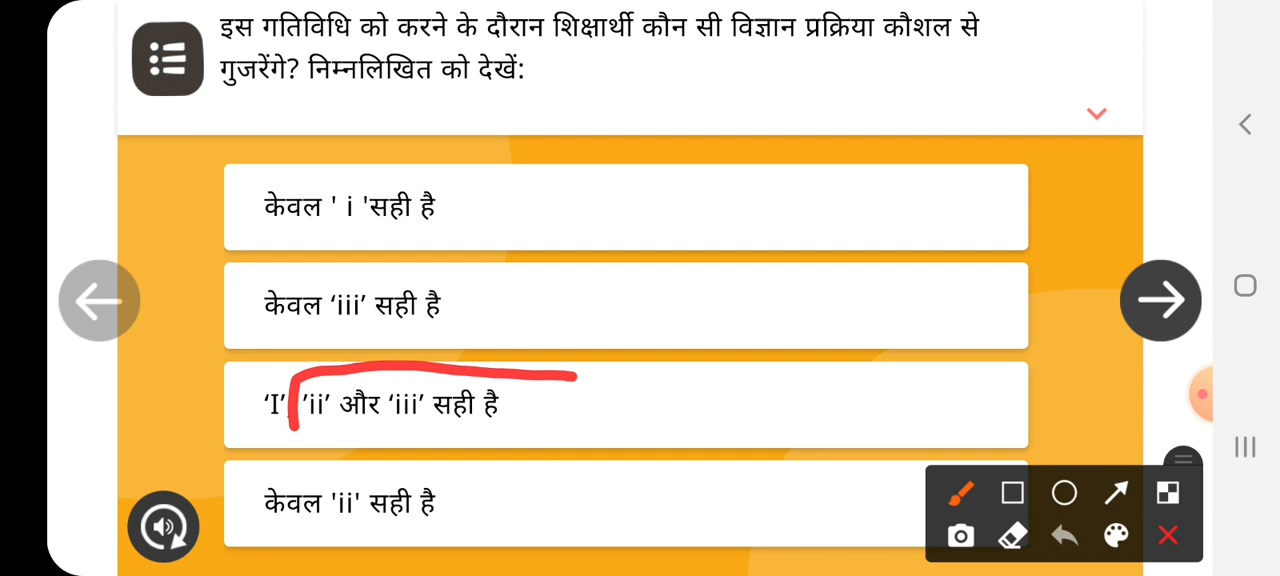 इस गतिविधि को करने के दौरान शिक्षार्थी कौन सी विज्ञान प्रक्रिया कौशल से
गुजरेंगे? निम्नलिखित को देखें:
केवल ' i 'सही है
केवल ‘iii’ सही है
‘I’, ’ii’ और ‘iii’ सही है
केवल 'ii' सही है